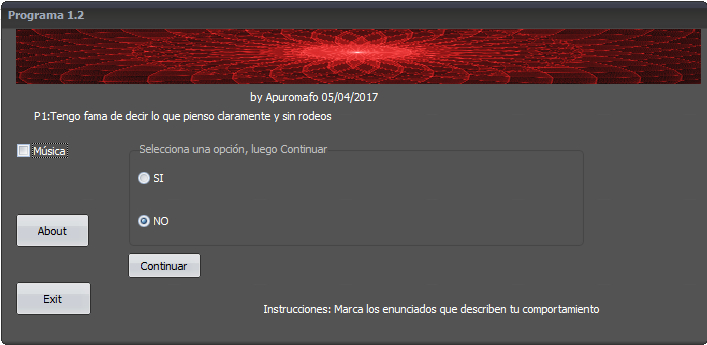 Programa 1.2
by Apuromafo 05/04/2017
P1:Tengo fama de decir lo que pienso claramente y sin rodeos
Música
Selecciona una opción, luego Continuar
SI
NO
About
Continuar
Exit
Instrucciones: Marca los enunciados que describen tu comportamiento